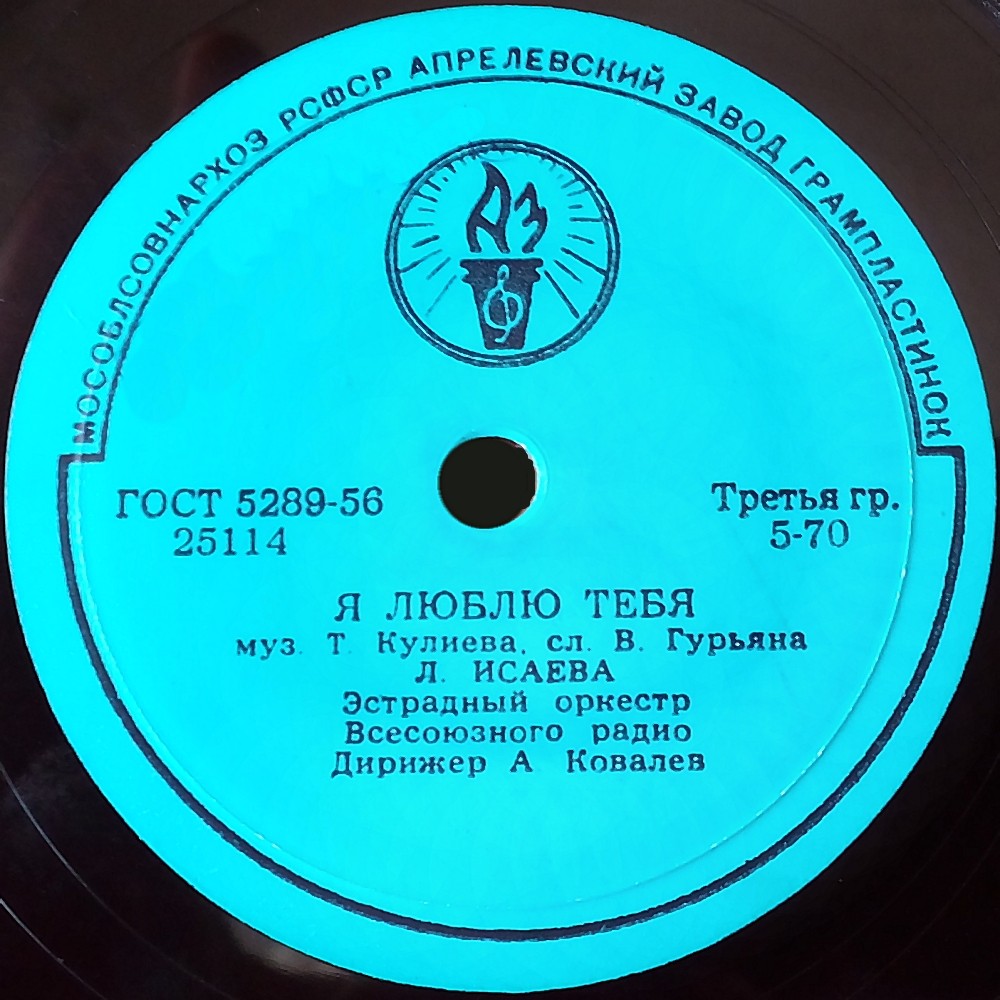 МОСОБЛСОВНАРХОЗ РСФСР АПРЕЛЕВСКИЙ ЗАВОД ГРАМПЛАСТИНОК
АЗ
ГОСТ 5289-56
25114
Третья гр.
5-70
Я ЛЮБЛЮ ТЕБЯ
муз. Т. Кулиева, сл. В. Гурьяна
Л. ИСАЕВА
Эстрадный оркестр
Всесоюзного радио
Дирижер А Ковалев